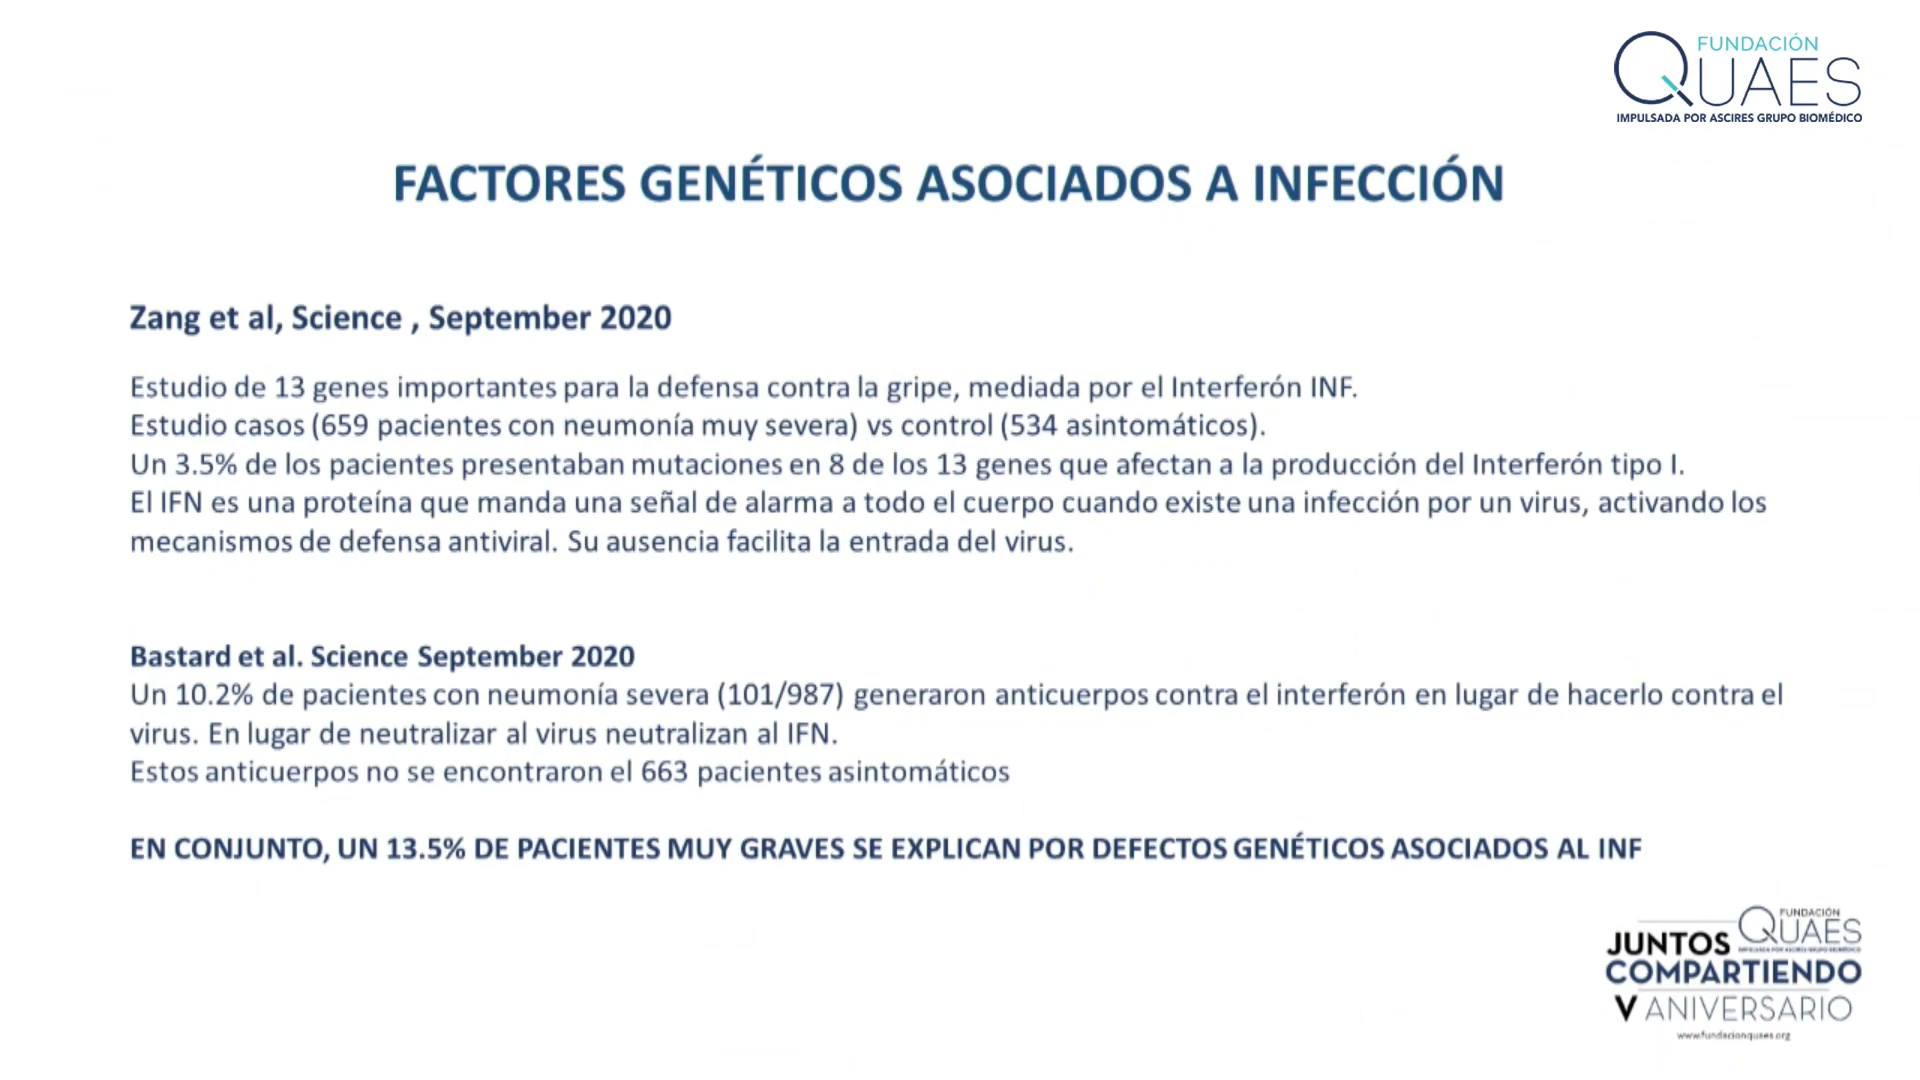 FUNDACIÓN
QUAES
IMPULSADA POR ASCIRES GRUPO BIOMÉDICO
FACTORES GENÉTICOS ASOCIADOS A INFECCIÓN
Zang et al, Science , September 2020
Estudio de 13 genes importantes para la defensa contra la gripe, mediada por el Interferón INF.
Estudio casos (659 pacientes con neumonía muy severa) vs control (534 asintomáticos).
Un 3.5% de los pacientes presentaban mutaciones en 8 de los 13 genes que afectan a la producción del Interferón tipo I.
El IFN es una proteína que manda una señal de alarma a todo el cuerpo cuando existe una infección por un virus, activando los
mecanismos de defensa antiviral. Su ausencia facilita la entrada del virus.
Bastard et al. Science September 2020
Un 10.2% de pacientes con neumonía severa (101/987) generaron anticuerpos contra el interferón en lugar de hacerlo contra el
virus. En lugar de neutralizar al virus neutralizan al IFN.
Estos anticuerpos no se encontraron el 663 pacientes asintomáticos
EN CONJUNTO, UN 13.5% DE PACIENTES MUY GRAVES SE EXPLICAN POR DEFECTOS GENÉTICOS ASOCIADOS AL INF
FUNDACIÓN
QUAES
IMPULSADA POR ASCIRES GRUPO BIOMÉDICO
JUNTOS
COMPARTIENDO
V ANIVERSARIO
www.fundacionquaes.org